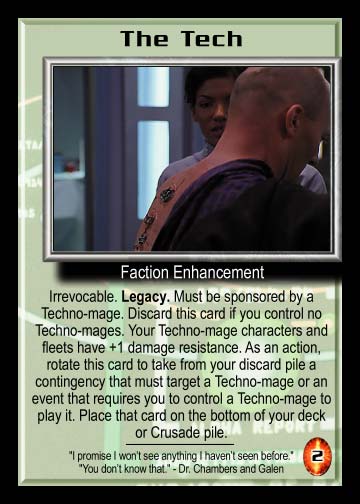 The Tech
Faction Enhancement
Irrevocable. Legacy. Must be sponsored by a
Techno-mage. Discard this card if you control no
Techno-mages. Your Techno-mage characters and
fleets have +1 damage resistance. As an action,
rotate this card to take from your discard pile a
contingency that must target a Techno-mage or an
event that requires you to control a Techno-mage to
play it. Place that card on the bottom of your deck
or Crusade pile.
"I promise I won't see anything I haven't seen before."
"You don't know that." - Dr. Chambers and Galen
2